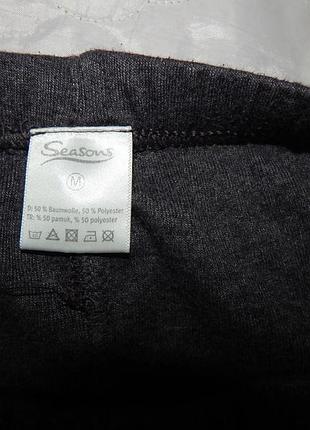 Seasons
M
D: 50 % Baumwolle, 50 % Polyester
TR: % 50 pamuk, % 50 polyester